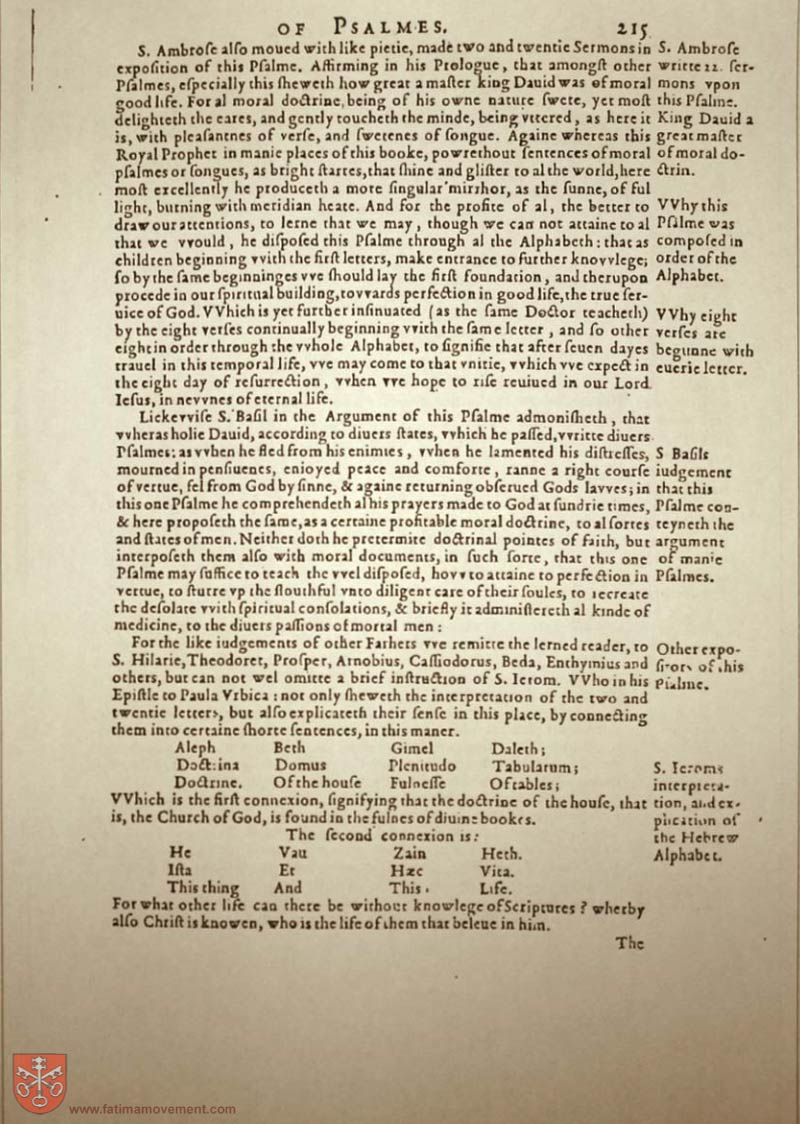 OF PSALMES. 215
S. Ambroſe alſo moued with like pietie, made two and twentie Sermons in
expoſition of this Pſalme. Affirming in his Prologue, that amongſt other
Pſalmes, eſpecially this ſheweth how great a maſter king Dauid was of moral
good life. For al moral doctrine, being of his owne nature ſwete, yet moſt
delighteth the eares, and gently toucheth the minde, being vttered, as here it
is, with pleaſantnes of verſe, and ſwetenes of ſongue. Againe whereas this
Royal Prophet in manie places of this booke, powrethout ſentences of moral
pſalmes or ſongues, as bright ſtarres, that ſhine and gliſter to al the world, here
moſt excellently he produceth a more ſingular mirrhor, as the ſunne, of ful
light, burning with meridian heate. And for the profite of al, the better to
draw our attentions, to lerne that we may, though we can not attaine to al
that we vvould, he diſpoſed this Pſalme through al the Alphabeth: that as
children beginning vvith the firſt letters, make entrance to further knovvlege;
ſo by the ſame beginninges vve ſhould lay the firſt foundation, and therupon
procede in our ſpiritual building, tovvards perfection in good life, the true ſer-
uice of God. VVhich is yet further inſinuated (as the ſame Doctor teacheth)
by the eight verſes continually beginning vvith the ſame letter, and ſo other
eight in order through the vvhole Alphabet, to ſignifie that after ſeuen dayes
trauel in this temporal life, vve may come to that vnitie, vvhich vve expect in
the eight day of reſurrection, vvhen vve hope to riſe reuiued in our Lord
Ieſus, in nevvnes of eternal life.
Lickevviſe S. Baſil in the Argument of this Pſalme admoniſheth, that
vvheras holie Dauid, according to diuers ſtates, vvhich he paſſed, vvritte diuers
Pſalmes: as vvhen he fled from his enimies, vvhen he lamented his diſtreſſes,
mourned in penſiuenes, enioyed peace and comforte, ranne a right courſe
of vertue, fel from God by ſinne, & againe returning obſerued Gods lavves; in
this one Pſalme he comprehendeth al his prayers made to God at ſundrie times,
& here propoſeth the ſame, as a certaine profitable moral doctrine, to al ſortes
and ſtates of men. Neither doth he pretermite doctrinal pointes of faith, but
interpoſeth them alſo with moral documents, in ſuch ſorte, that this one
Pſalme may ſuffice to teach the vvel diſpoſed, hovv to attaine to perfection in
vertue, to ſturre vp the ſlouthful vnto diligent care of their ſoules, to recreate
the deſolate vvith ſpiritual conſolations, & briefly it adminiſtereth al kinde of
medicine, to the diuers paſſions of mortal men:
For the like iudgements of other Fathers vve remitte the lerned reader, to
S. Hilarie, Theodoret, Proſper, Arnobius, Caſſiodorus, Beda, Enthymius and
others, but can not wel omitte a brief inſtruction of S. Ierom. VVho in his
Epiſtle to Paula Vrbica: not only ſheweth the interpretation of the two and
twentie letters, but alſo explicateth their ſenſe in this place, by connecting
them into certaine ſhorte ſentences, in this maner.
Aleph Beth Gimel Daleth;
Doctrina Domus Plenitudo Tabularum;
Doctrine. Of the houſe Fulneſſe Of tables;
VVhich is the firſt connexion, ſignifying that the doctrine of the houſe, that
is, the Church of God, is found in the fulnes of diuine bookes.
The ſecond connexion is:
He Vau Zain Heth.
Iſta Et Hæc Vita.
This thing And This Life.
For what other life can there be without knowlege of Scriptures? wherby
alſo Chriſt is knowen, who is the life of them that beleue in him.
The
S. Ambroſe
writte 22. ſer-
mons vpon
this Pſalme.
King Dauid a
great maſter
of moral do-
ctrin.
VVhy this
Pſalme was
compoſed in
order of the
Alphabet.
VVhy eight
verſes are
begunne with
euerie letter.
S Baſils
iudgement
that this
Pſalme con-
teyneth the
argument
of manie
Pſalmes.
Other expo-
ſitors of this
Pſalme.
S. Ieroms
interpreta-
tion, and ex-
plication of
the Hebrew
Alphabet.
www.fatimamovement.com